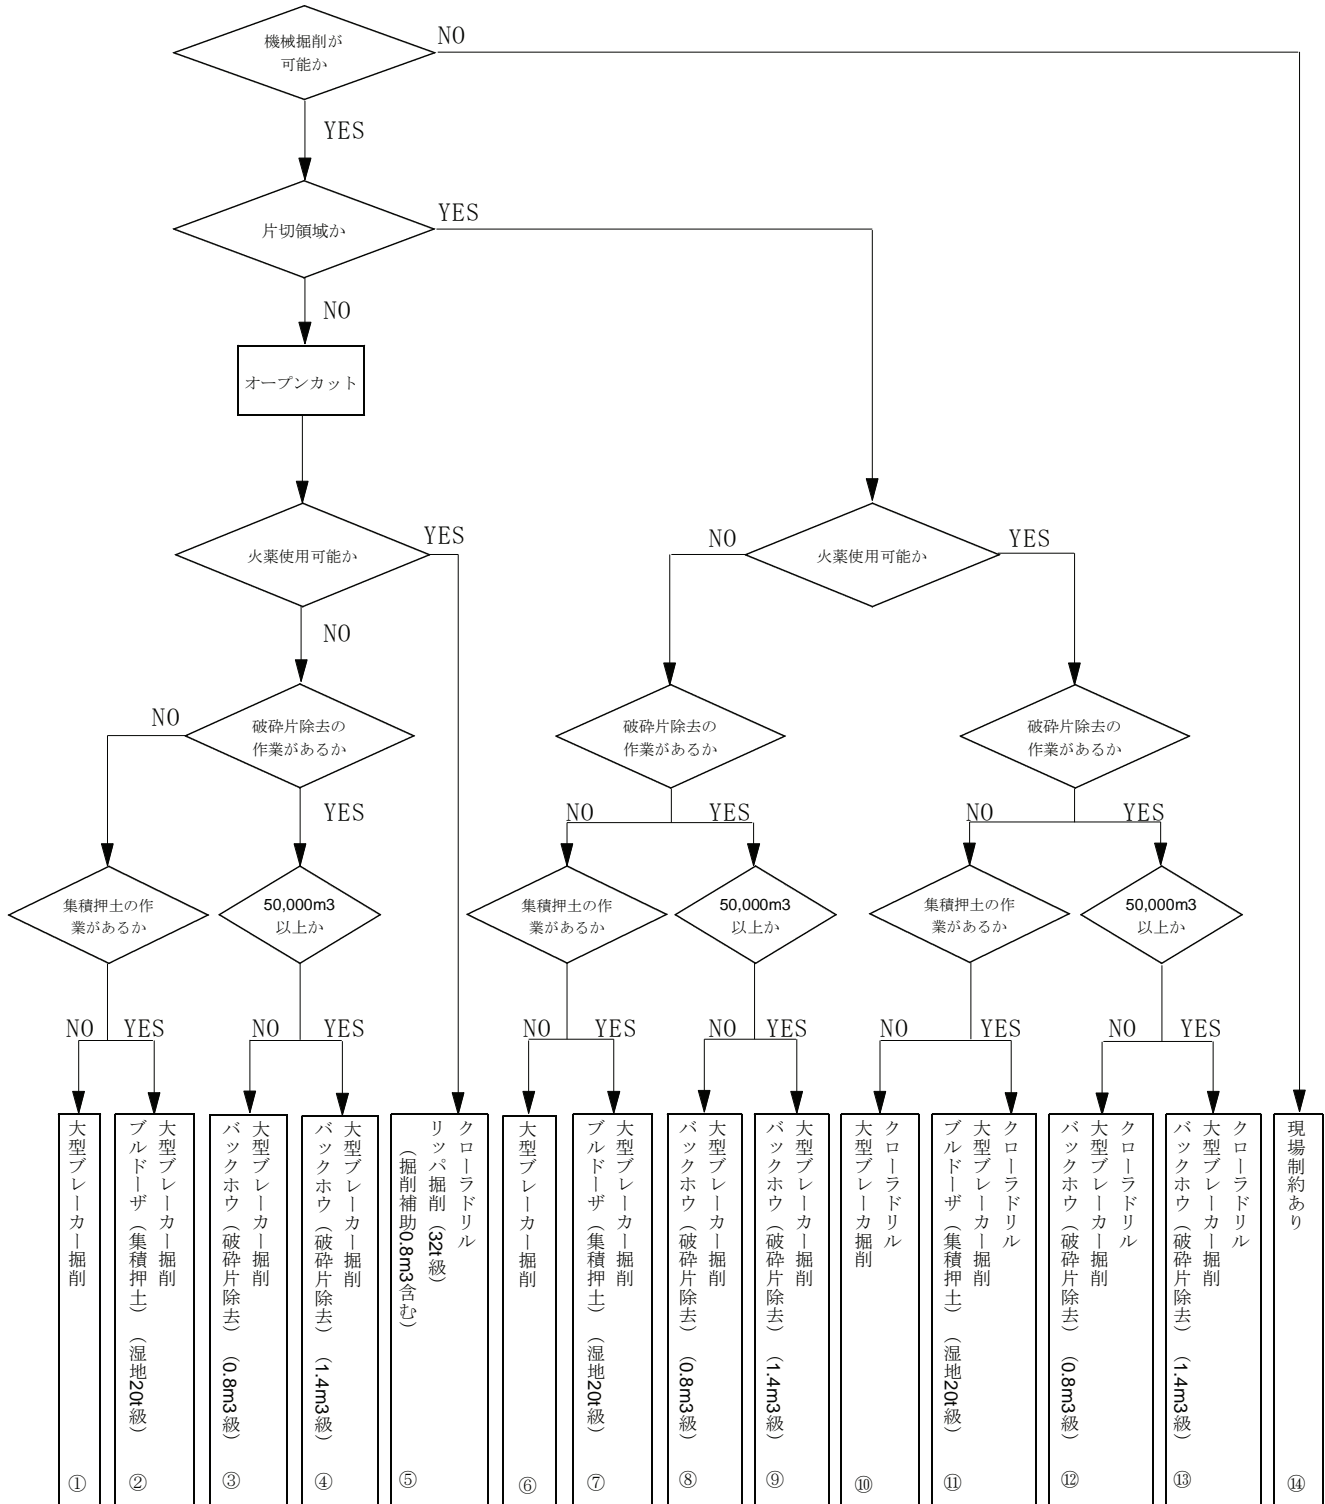 機械掘削が
可能か
NO
YES
片切領域か
YES
NO
オープンカット
火薬使用可能か
YES
NO
火薬使用可能か
NO
YES
破砕片除去の
作業があるか
NO
YES
破砕片除去の
作業があるか
NO
YES
破砕片除去の
作業があるか
NO
YES
集積押土の作
業があるか
50,000m3
以上か
集積押土の作
業があるか
50,000m3
以上か
集積押土の作
業があるか
50,000m3
以上か
NO
YES
NO
YES
NO
YES
NO
YES
NO
YES
NO
YES
大型ブレーカー掘削
①
大型ブレーカー掘削
ブルドーザ（集積押土）（湿地20t級）
②
大型ブレーカー掘削
バックホウ（破砕片除去）（0.8m3級）
③
大型ブレーカー掘削
バックホウ（破砕片除去）（1.4m3級）
④
クローラドリル
リッパ掘削（32t級）
（掘削補助0.8m3含む）
⑤
大型ブレーカー掘削
⑥
大型ブレーカー掘削
ブルドーザ（集積押土）（湿地20t級）
⑦
大型ブレーカー掘削
バックホウ（破砕片除去）（0.8m3級）
⑧
大型ブレーカー掘削
バックホウ（破砕片除去）（1.4m3級）
⑨
クローラドリル
大型ブレーカ掘削
⑩
クローラドリル
大型ブレーカー掘削
ブルドーザ（集積押土）（湿地20t級）
⑪
クローラドリル
大型ブレーカー掘削
バックホウ（破砕片除去）（0.8m3級）
⑫
クローラドリル
大型ブレーカー掘削
バックホウ（破砕片除去）（1.4m3級）
⑬
現場制約あり
⑭